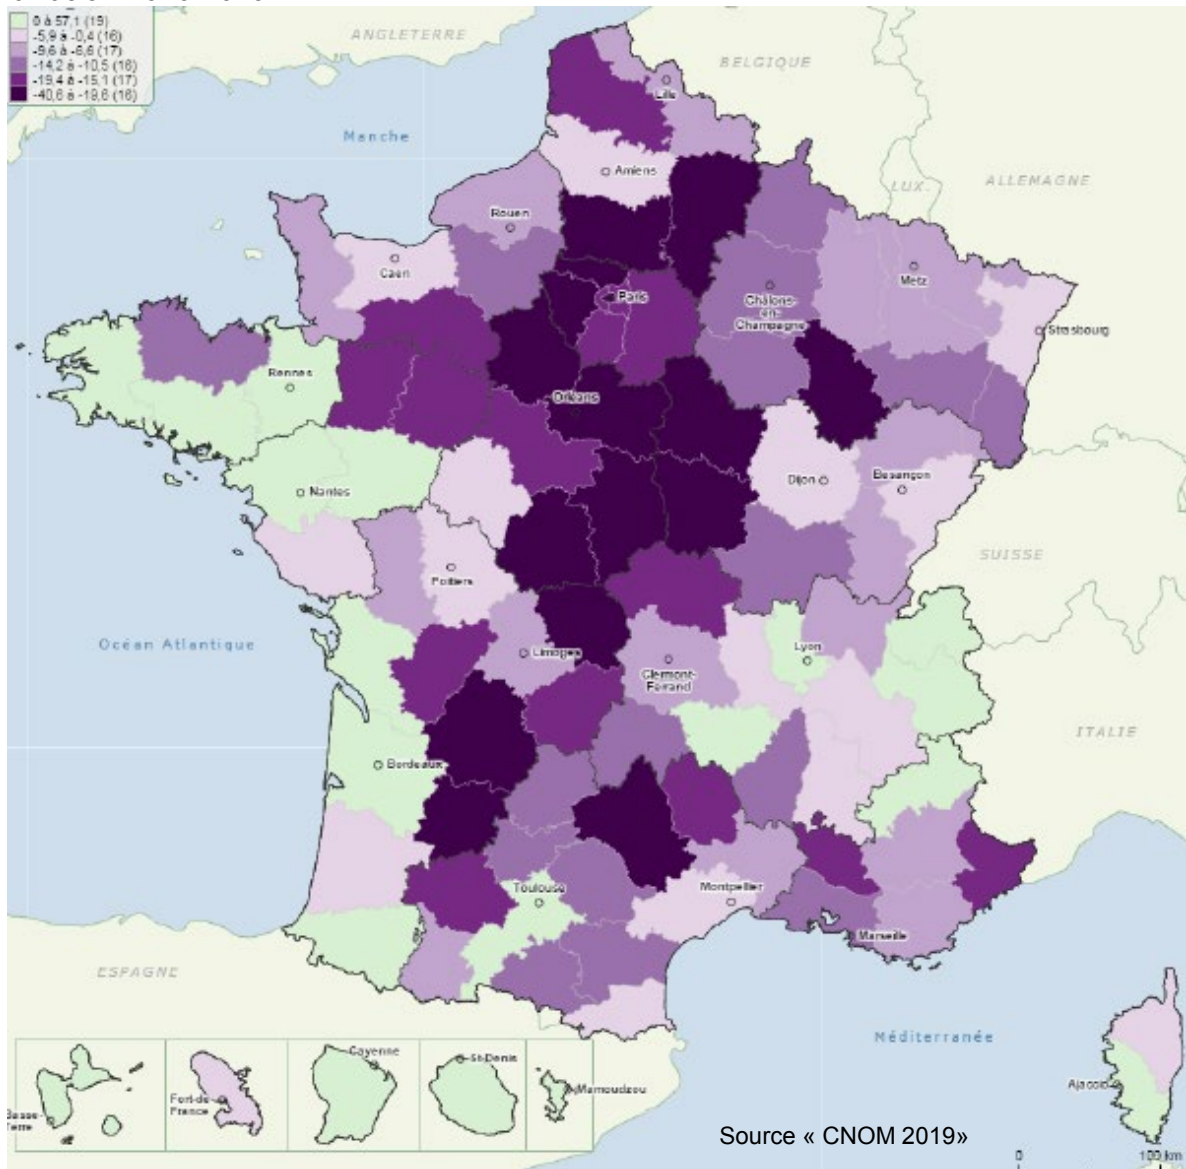 0 à 57,1 (19)
-5,9 à -0,4 (16)
-9,6 à -6,6 (17)
-14,2 à -10,5 (16)
-19,4 à -15,1 (17)
-40,6 à -19,6 (16)
ANGLETERRE
BELGIQUE
Lille
Manche
Amiens
LUX.
ALLEMAGNE
Rouen
Caen
Metz
Paris
Châlons-
en-
Champagne
Strasbourg
Rennes
Orléans
Nantes
Dijon
Besançon
SUISSE
Poitiers
Océan Atlantique
Limoges
Clermont-
Ferrand
Lyon
ITALIE
Bordeaux
Toulouse
Montpellier
Marseille
ESPAGNE
Méditerranée
Cayenne
St-Denis
Mamoudzou
Fort-de-
France
Basse-
Terre
Ajaccio
Source « CNOM 2019»
0 100 km